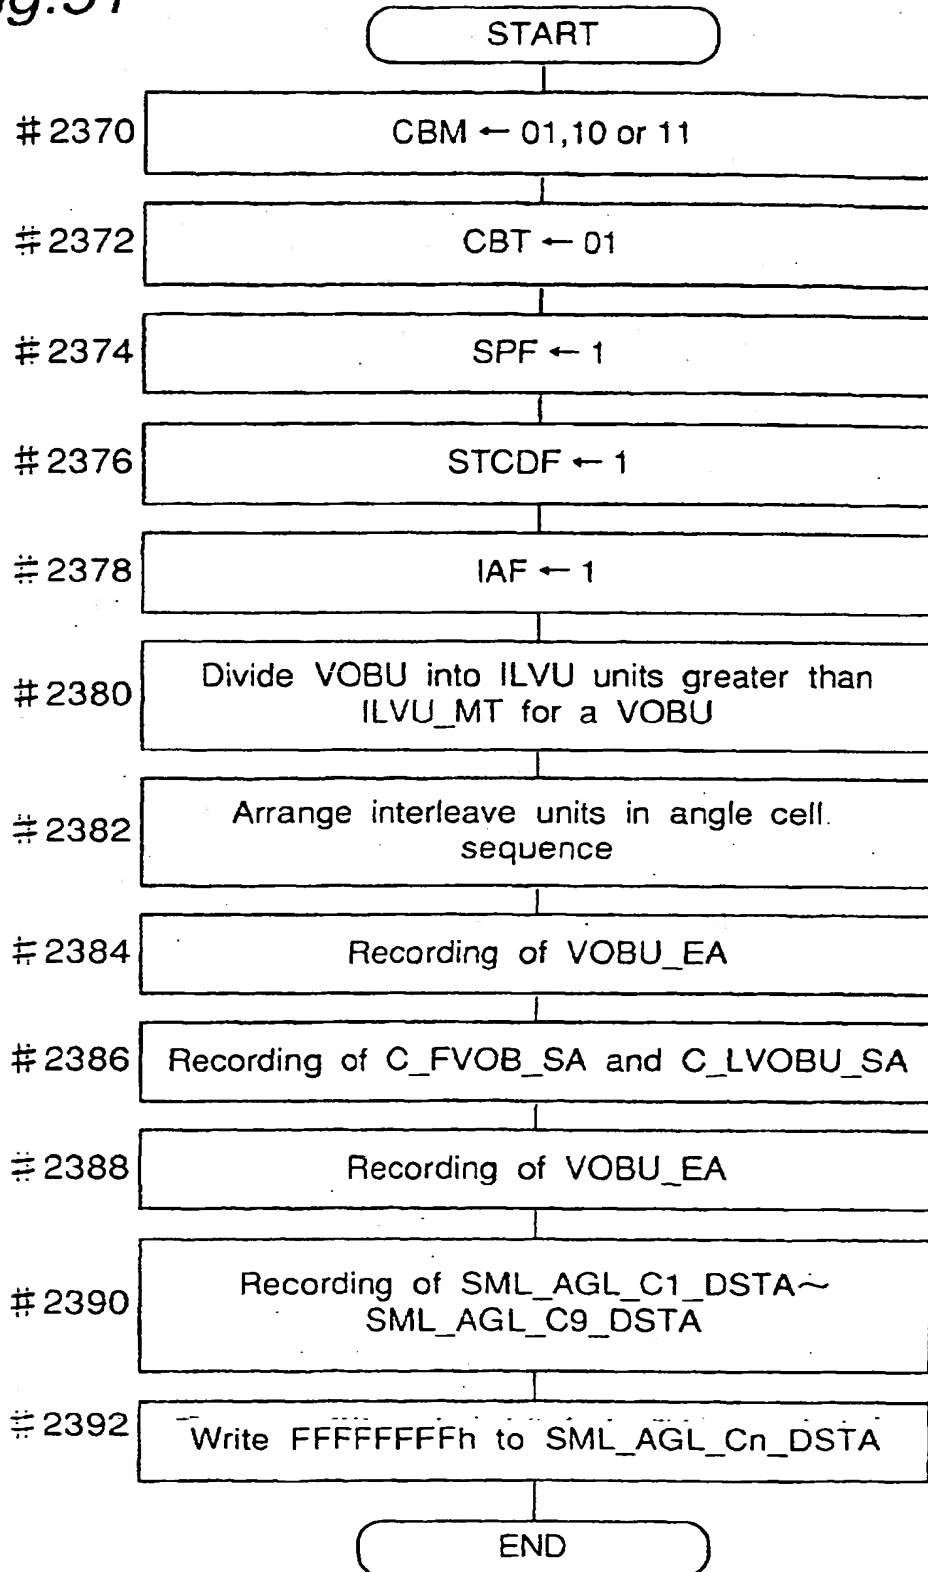 START
#2370
CBM ← 01,10 or 11
#2372
CBT ← 01
#2374
SPF ← 1
#2376
STCDF ← 1
#2378
IAF ← 1
#2380
Divide VOBU into ILVU units greater than
ILVU_MT for a VOBU
#2382
Arrange interleave units in angle cell
sequence
#2384
Recording of VOBU_EA
#2386
Recording of C_FVOB_SA and C_LVOBU_SA
#2388
Recording of VOBU_EA
#2390
Recording of SML_AGL_C1_DSTA~
SML_AGL_C9_DSTA
#2392
Write FFFFFFFFh to SML_AGL_Cn_DSTA
END